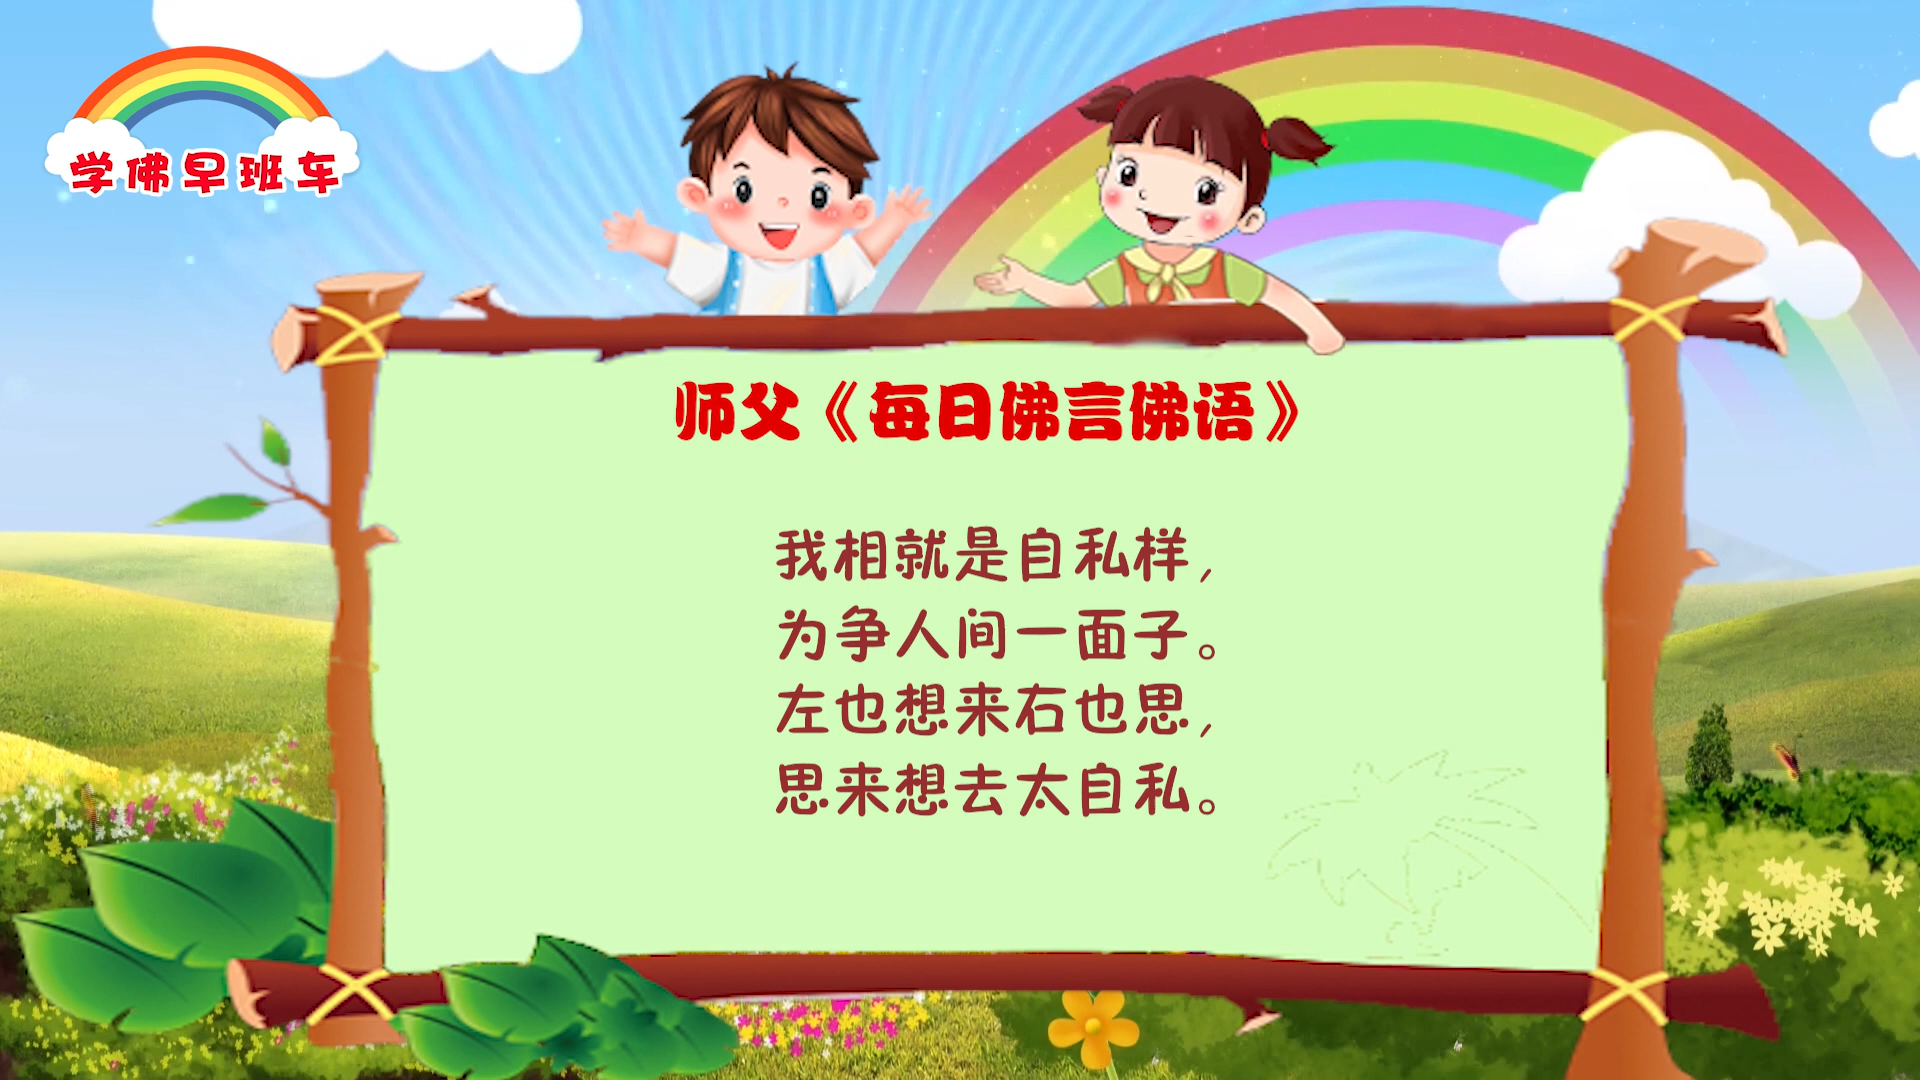 学佛早班车
师父《每日佛言佛语》
我相就是自私样，
为争人间一面子。
左也想来右也思，
思来想去太自私。